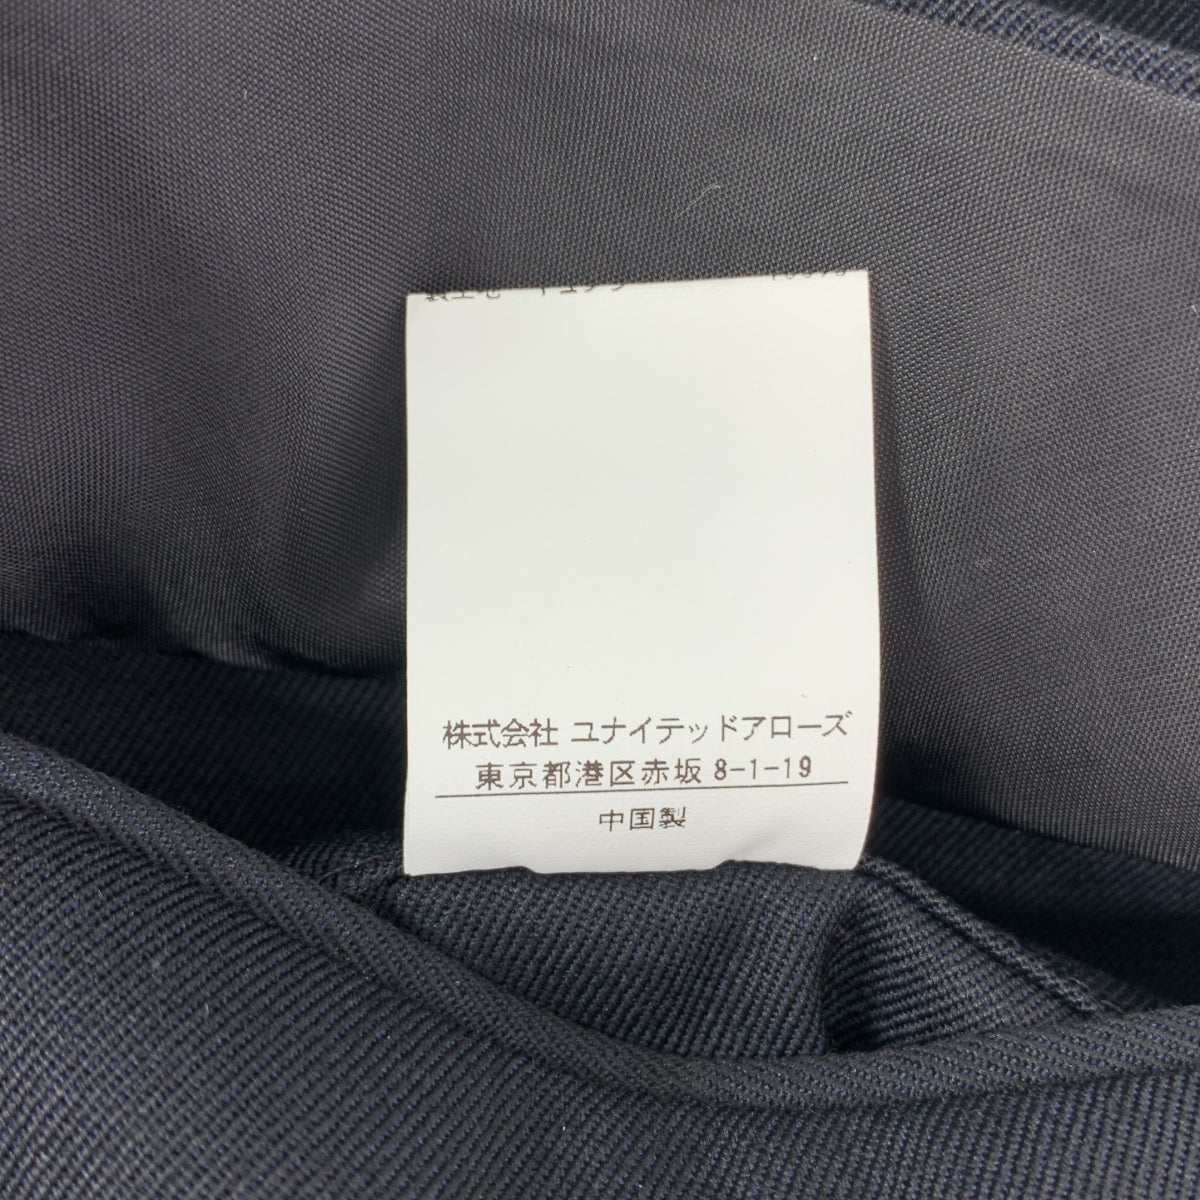 株式会社 ユナイテッドアローズ
東京都港区赤坂 8-1-19
中国製